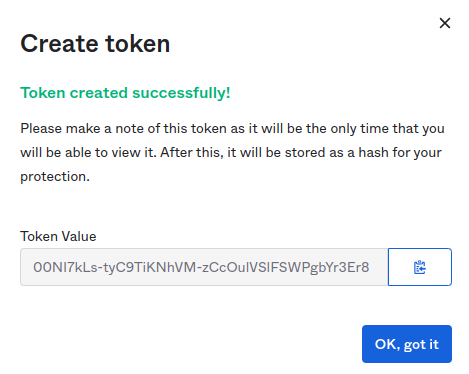 Create token
Token created successfully!
Please make a note of this token as it will be the only time that you
will be able to view it. After this, it will be stored as a hash for your
protection.
Token Value
00NI7kLs-tyC9TiKNhVM-zCcOulVSlFSWPgbYr3Er8
OK, got it